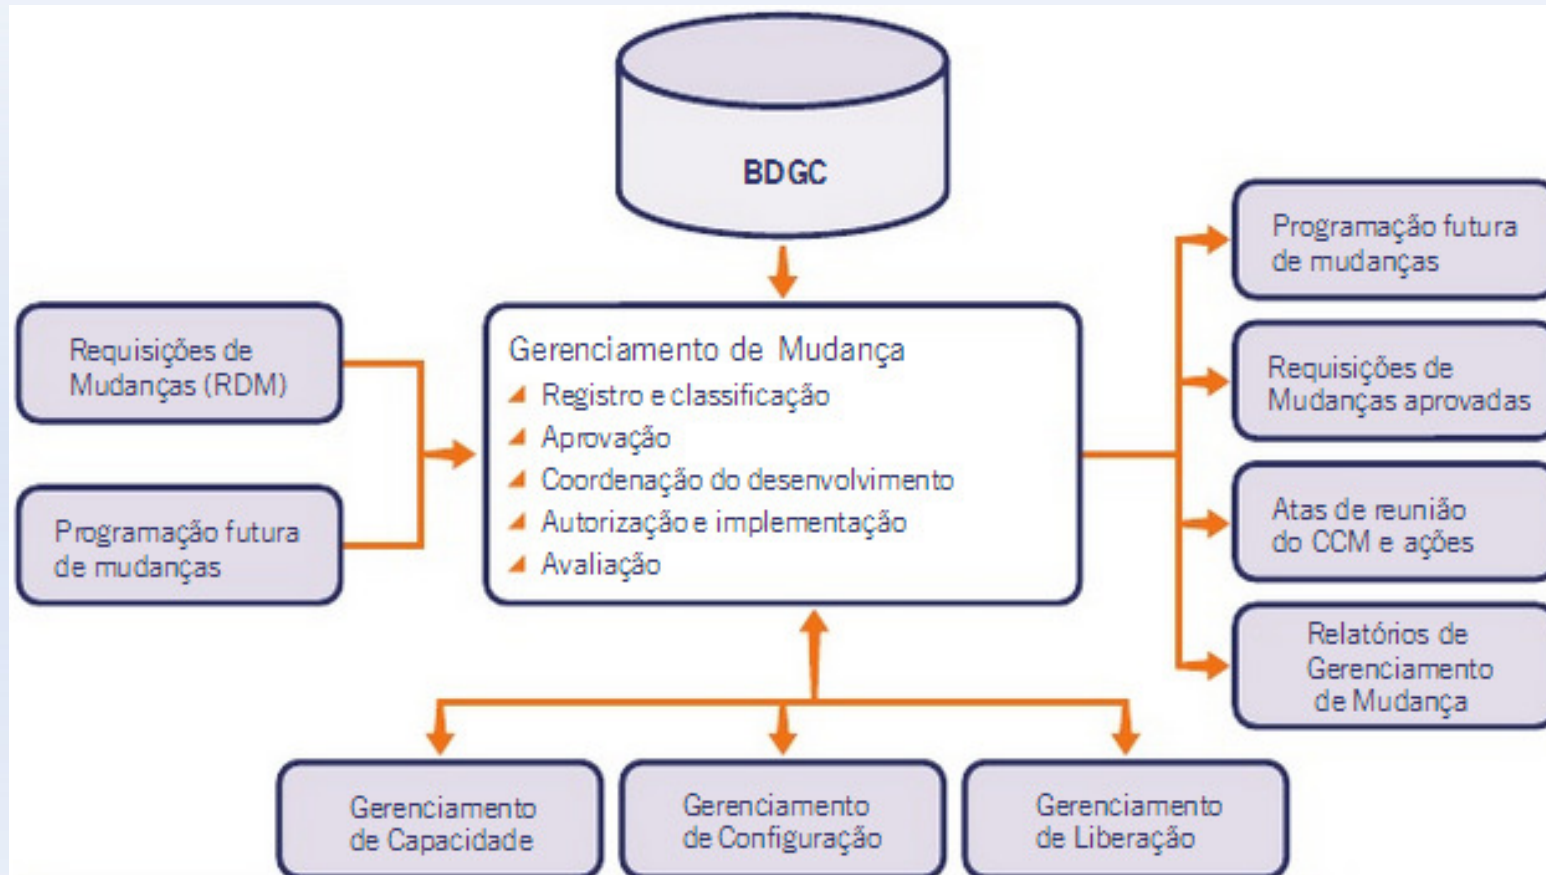 BDGC
Requisições de
Mudanças (RDM)
Programação futura
de mudanças
Gerenciamento de Mudança
Registro e classificação
Aprovação
Coordenação do desenvolvimento
Autorização e implementação
Avaliação
Programação futura
de mudanças
Requisições de
Mudanças aprovadas
Atas de reunião
do CCM e ações
Relatórios de
Gerenciamento
de Mudança
Gerenciamento
de Capacidade
Gerenciamento
de Configuração
Gerenciamento
de Liberação